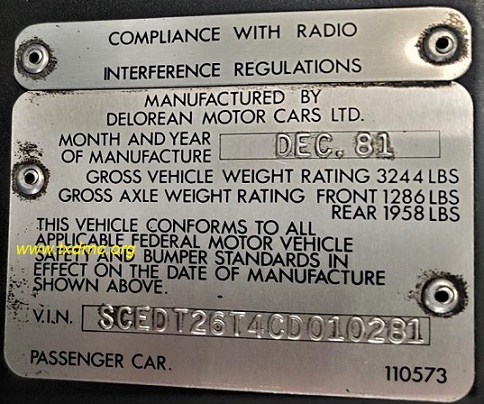 COMPLIANCE WITH RADIO
INTERFERENCE REGULATIONS
MANUFACTURED BY
DELOREAN MOTOR CARS LTD.
MONTH AND YEAR
OF MANUFACTURE DEC. 81
GROSS VEHICLE WEIGHT RATING 3244 LBS
GROSS AXLE WEIGHT RATING FRONT 1286 LBS
REAR 1958 LBS
THIS VEHICLE CONFORMS TO ALL
APPLICABLE FEDERAL MOTOR VEHICLE
www.txdmc.org
SAFETY AND BUMPER STANDARDS IN
EFFECT ON THE DATE OF MANUFACTURE
SHOWN ABOVE.
V.I.N. SCEDT26T4CD010281
PASSENGER CAR. 110573